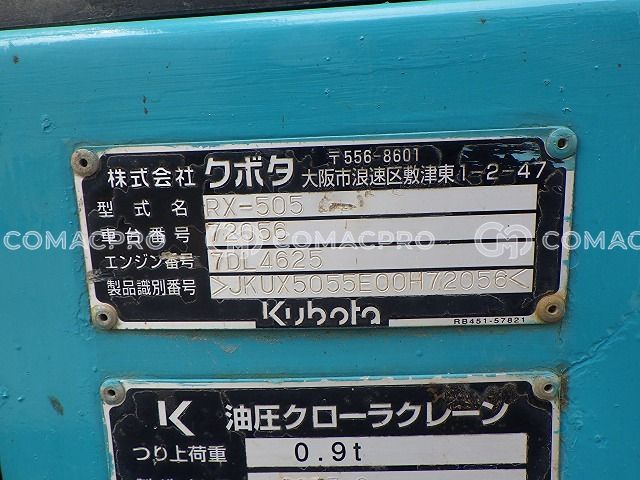 株式会社 クボタ 〒556-8601
大阪市浪速区敷津東1-2-47
型式名 RX-505
車台番号 72056
COMACPRO COMACPRO COMACPRO
エンジン番号 7DL4625
製品識別番号 >JKUX5055E00H72056<
Kubota
RB451-57821
K 油圧クローラクレーン
つり上荷重 0.9t